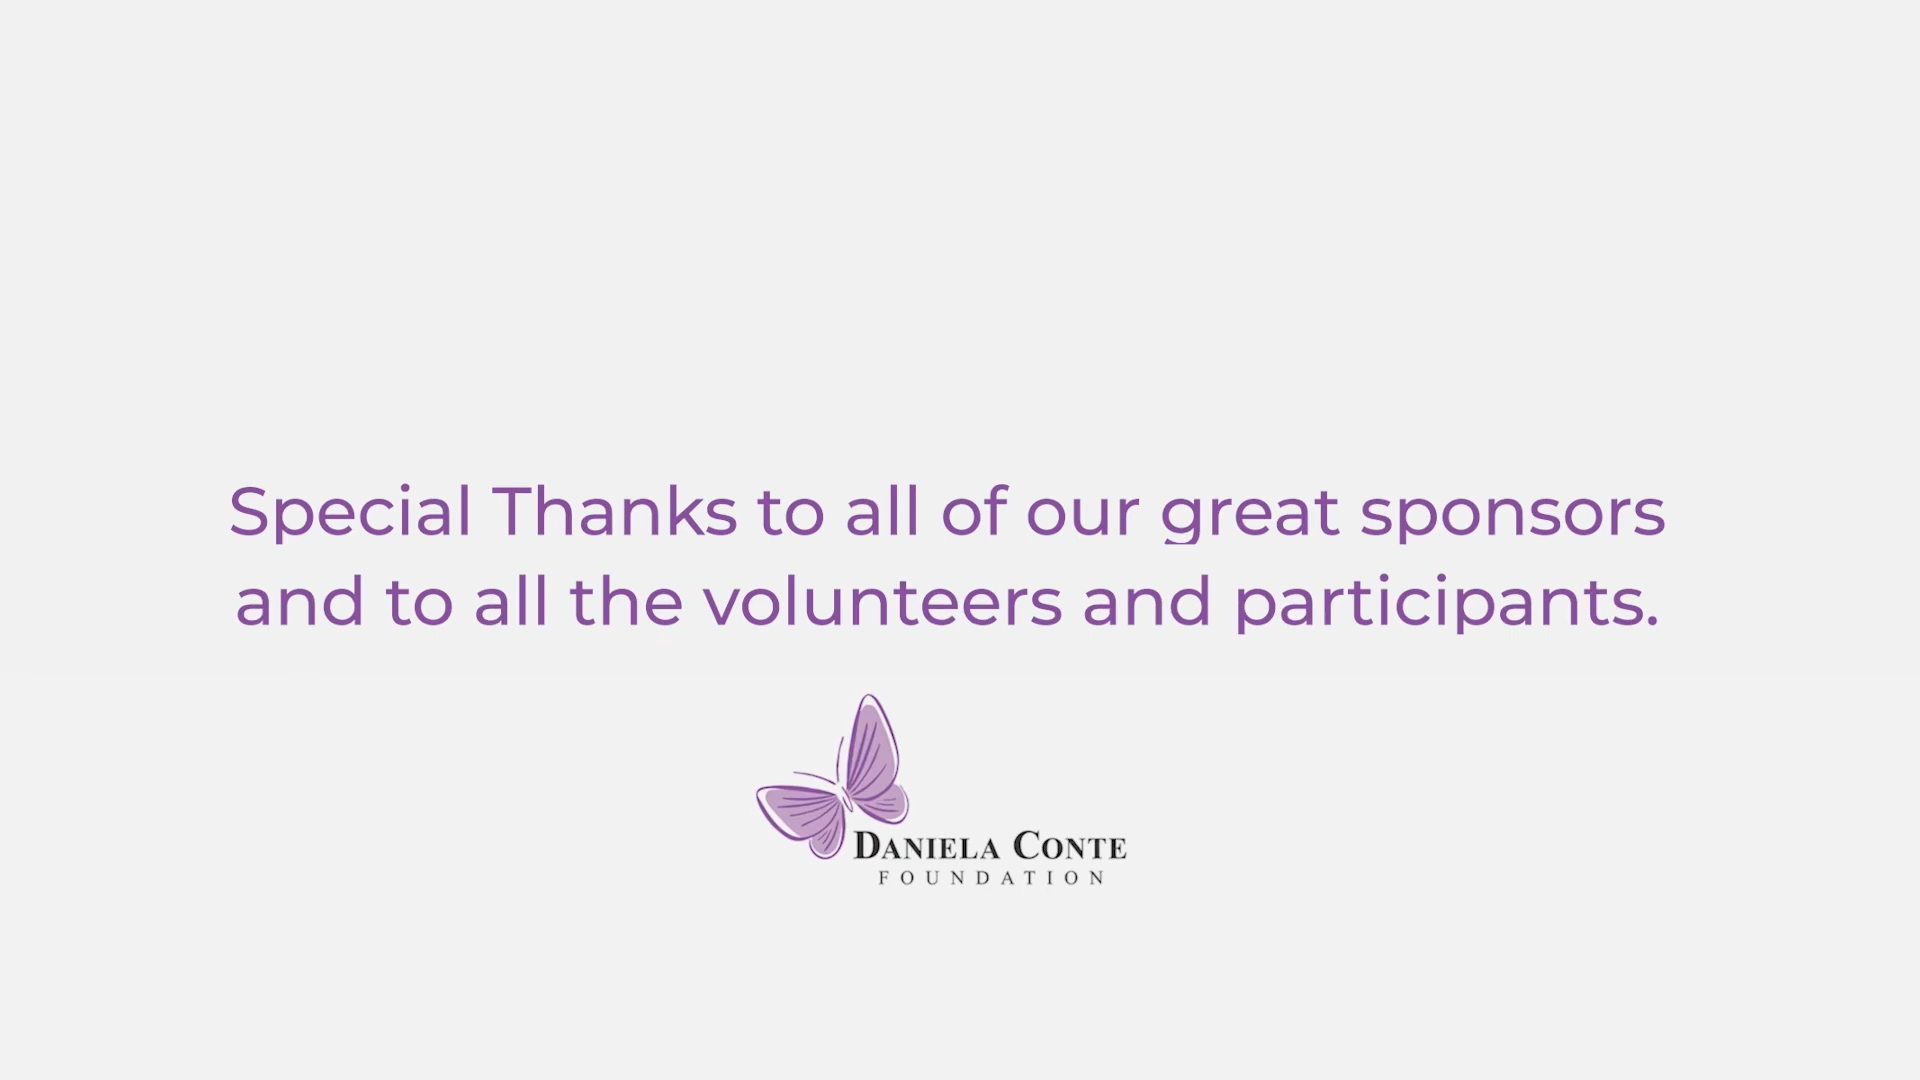 Special Thanks to all of our great sponsors
and to all the volunteers and participants.
DANIELA CONTE
FOUNDATION